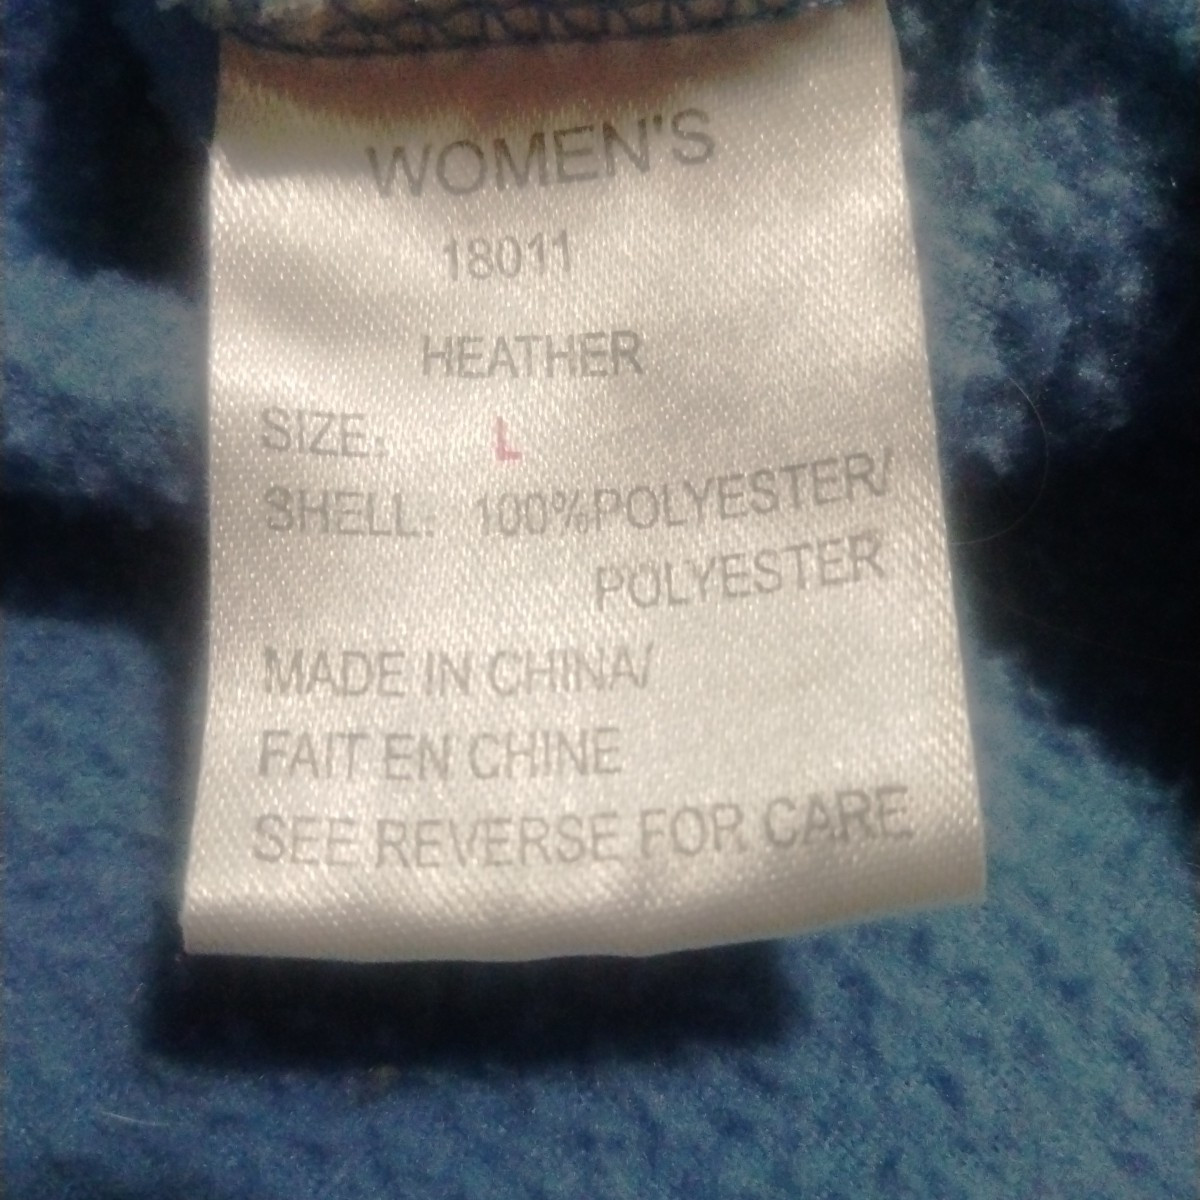 WOMEN'S
18011
HEATHER
SIZE: L
SHELL: 100%POLYESTER/
POLYESTER
MADE IN CHINA/
FAIT EN CHINE
SEE REVERSE FOR CARE